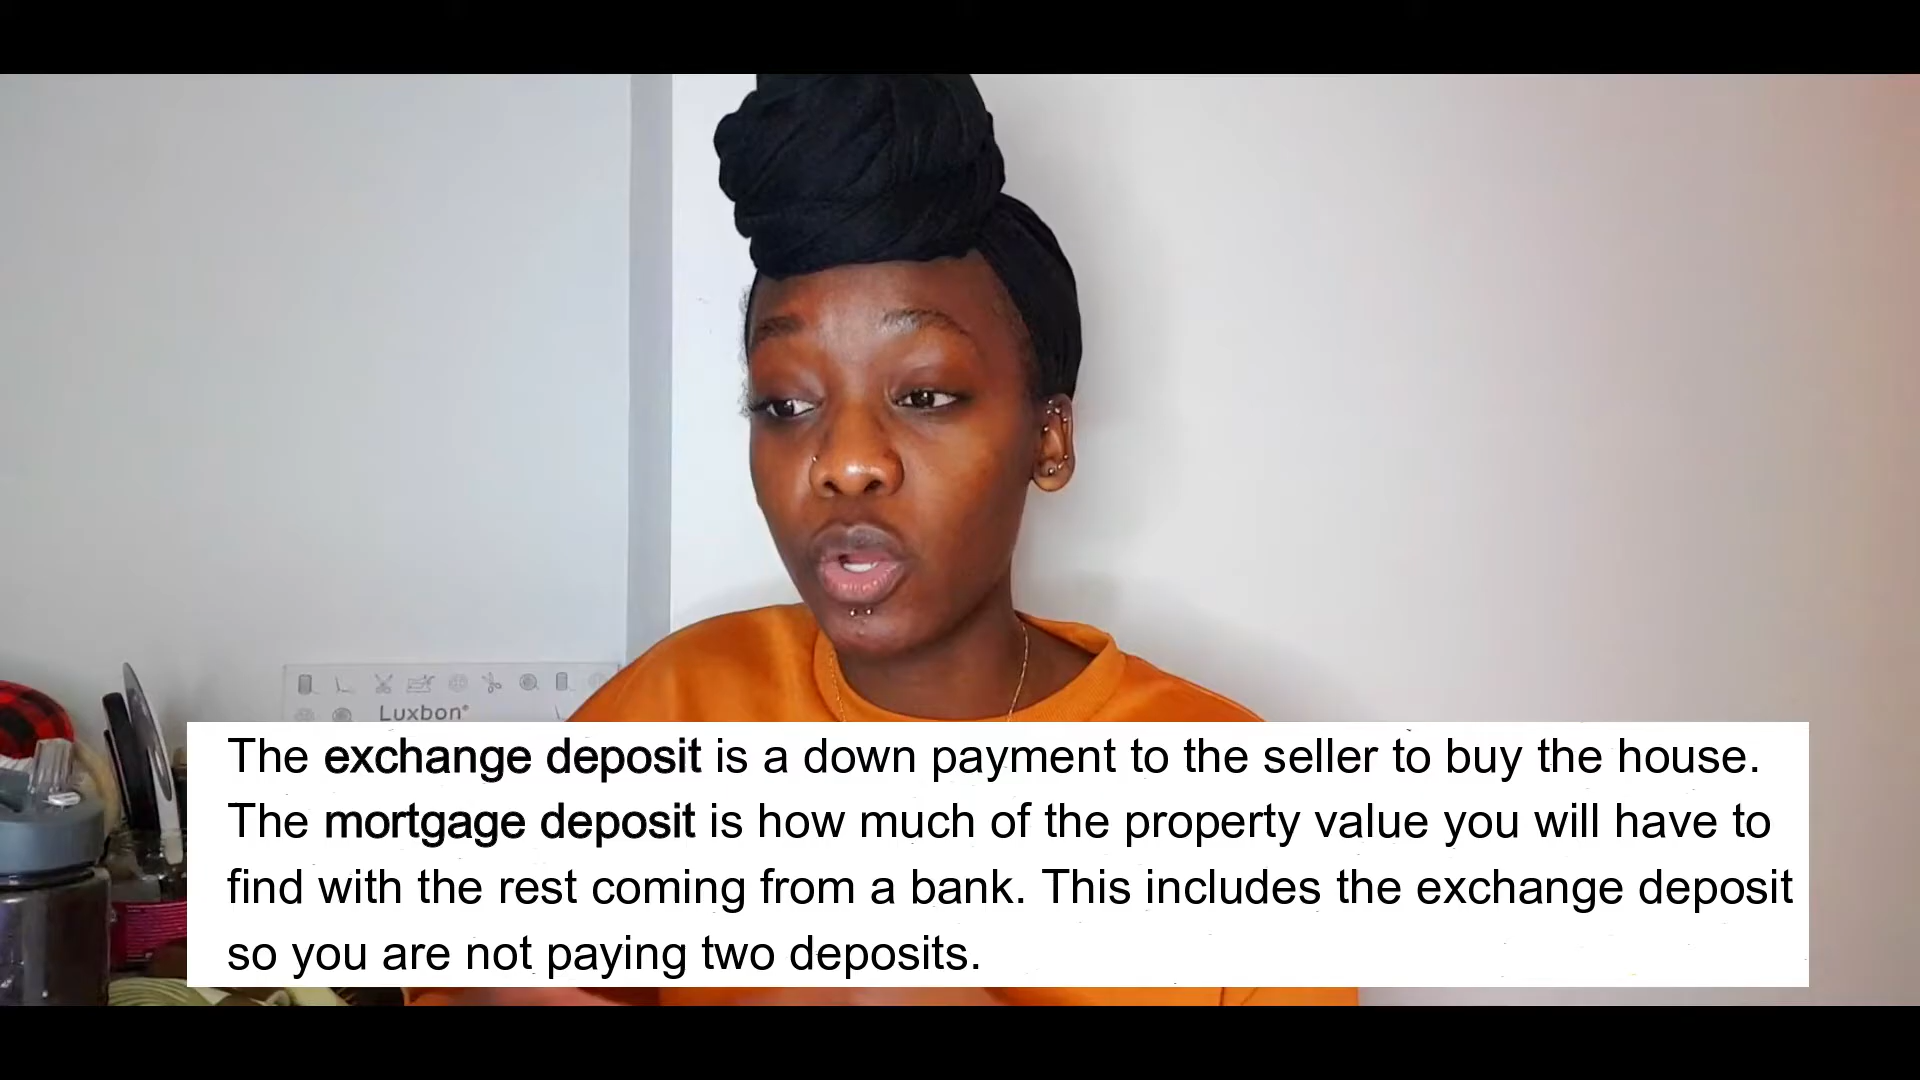 Luxbon®
The exchange deposit is a down payment to the seller to buy the house.
The mortgage deposit is how much of the property value you will have to
find with the rest coming from a bank. This includes the exchange deposit
so you are not paying two deposits.